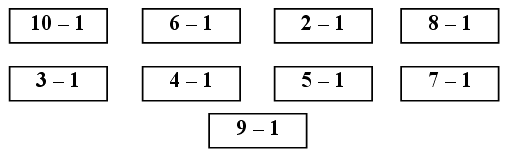 10 – 1 6 – 1 2 – 1 8 – 1
3 – 1 4 – 1 5 – 1 7 – 1
9 – 1